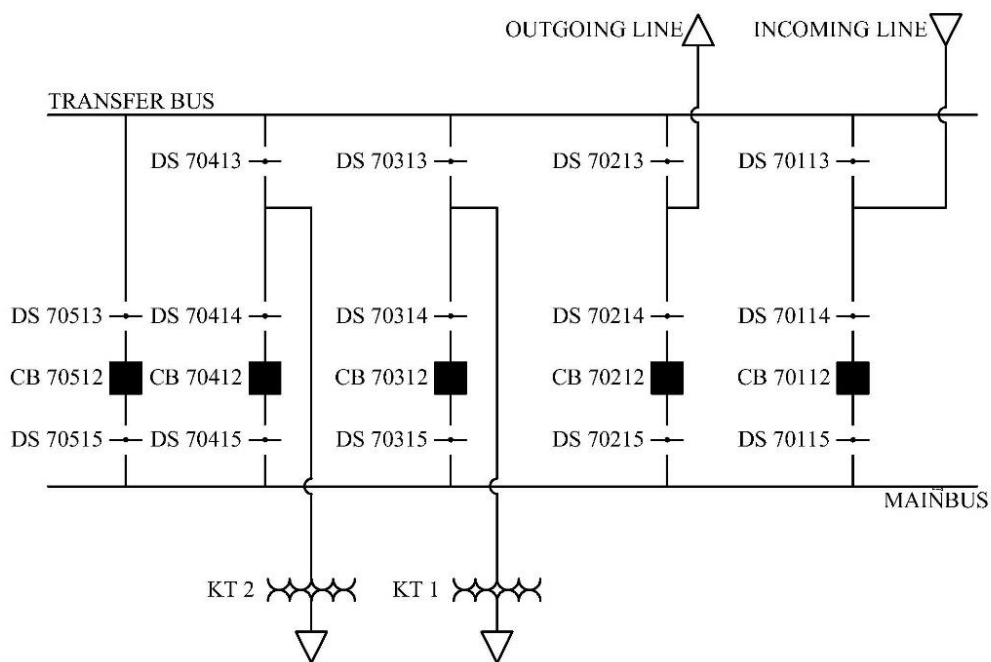 OUTGOING LINE
INCOMING LINE
TRANSFER BUS
DS 70413
DS 70313
DS 70213
DS 70113
DS 70513
DS 70414
DS 70314
DS 70214
DS 70114
CB 70512
CB 70412
CB 70312
CB 70212
CB 70112
DS 70515
DS 70415
DS 70315
DS 70215
DS 70115
MAINBUS
KT 2
KT 1